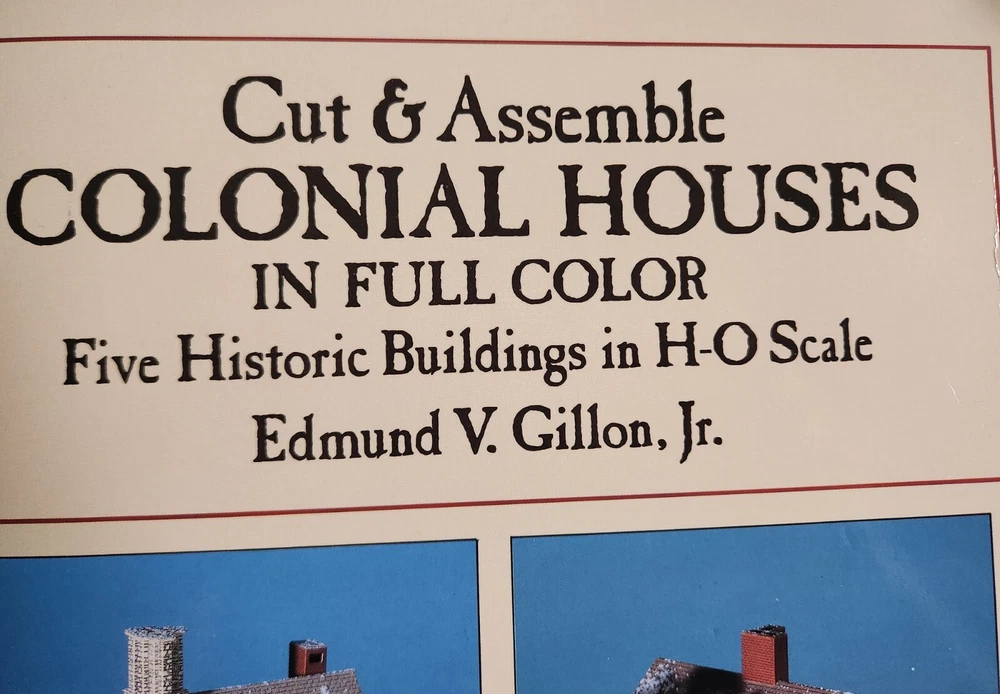 Cut & Assemble
COLONIAL HOUSES
IN FULL COLOR
Five Historic Buildings in H-O Scale
Edmund V. Gillon, Jr.